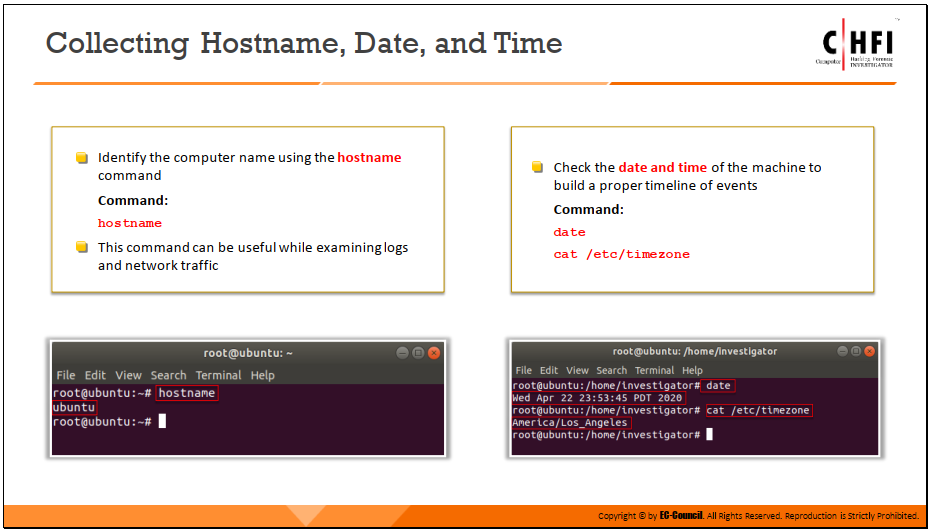 Collecting Hostname, Date, and Time
C HFI
Computer Hacking Forensic
INVESTIGATOR
Identify the computer name using the hostname
command
Command:
hostname
This command can be useful while examining logs
and network traffic
Check the date and time of the machine to
build a proper timeline of events
Command:
date
cat /etc/timezone
root@ubuntu: ~
File Edit View Search Terminal Help
root@ubuntu:~# hostname
ubuntu
root@ubuntu:~#
root@ubuntu: /home/investigator
File Edit View Search Terminal Help
root@ubuntu:/home/investigator# date
Wed Apr 22 23:53:45 PDT 2020
root@ubuntu:/home/investigator# cat /etc/timezone
America/Los_Angeles
root@ubuntu:/home/investigator#
Copyright © by EC-Council. All Rights Reserved. Reproduction is Strictly Prohibited.